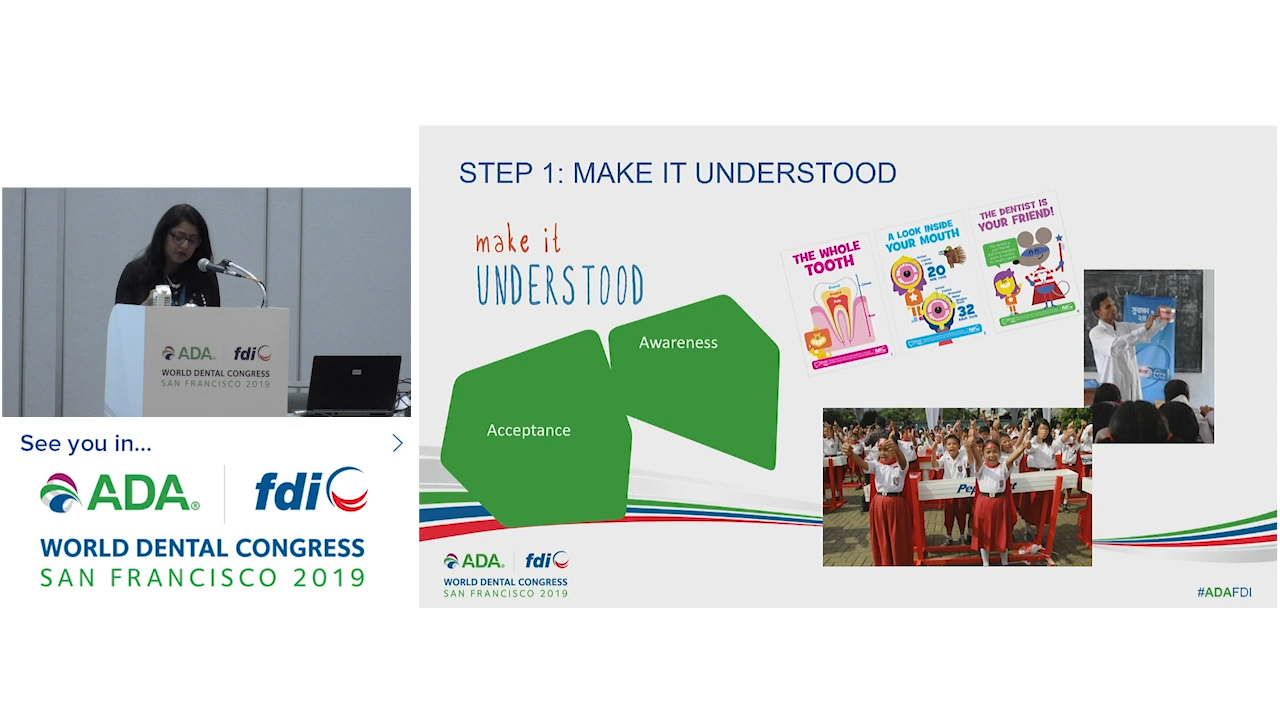 ADA. fdi
WORLD DENTAL CONGRESS
SAN FRANCISCO 2019
See you in...
ADA® fdi
WORLD DENTAL CONGRESS
SAN FRANCISCO 2019
STEP 1: MAKE IT UNDERSTOOD
make it
UNDERSTOOD
Awareness
Acceptance
THE WHOLE
TOOTH
A LOOK INSIDE
YOUR MOUTH
20
32
THE DENTIST IS
YOUR FRIEND!
ADA. fdi
WORLD DENTAL CONGRESS
SAN FRANCISCO 2019
#ADAFDI